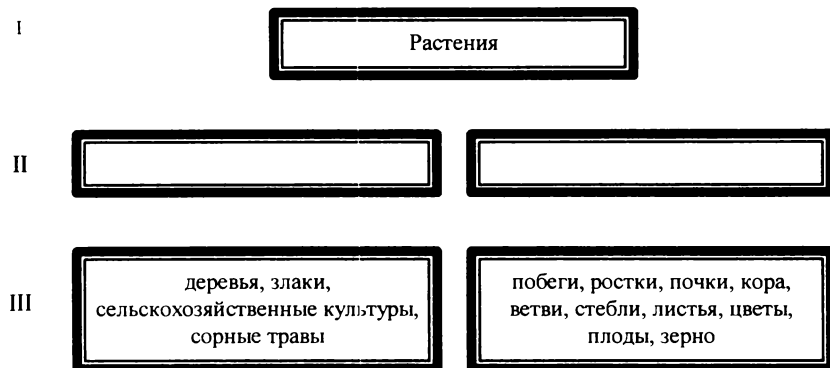 I
Растения
II
III
деревья, злаки,
сельскохозяйственные культуры,
сорные травы
побеги, ростки, почки, кора,
ветви, стебли, листья, цветы,
плоды, зерно